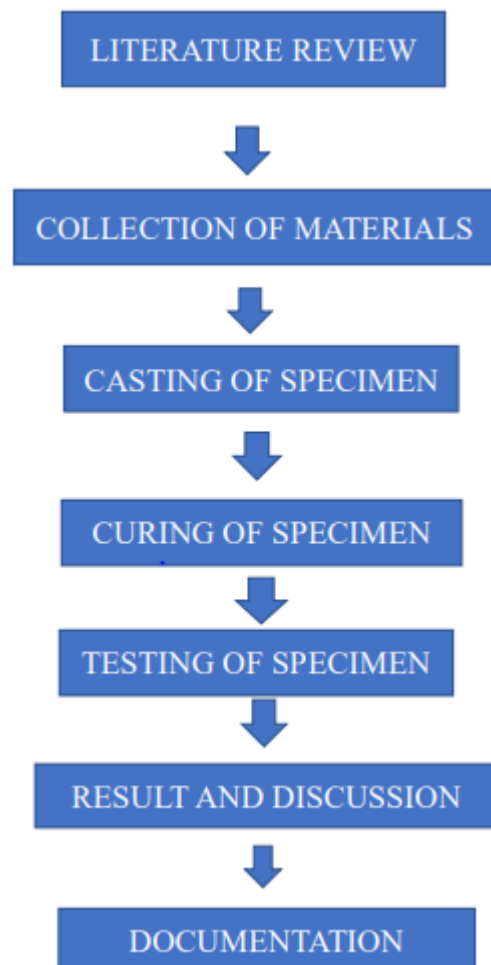 LITERATURE REVIEW
COLLECTION OF MATERIALS
CASTING OF SPECIMEN
CURING OF SPECIMEN
TESTING OF SPECIMEN
RESULT AND DISCUSSION
DOCUMENTATION